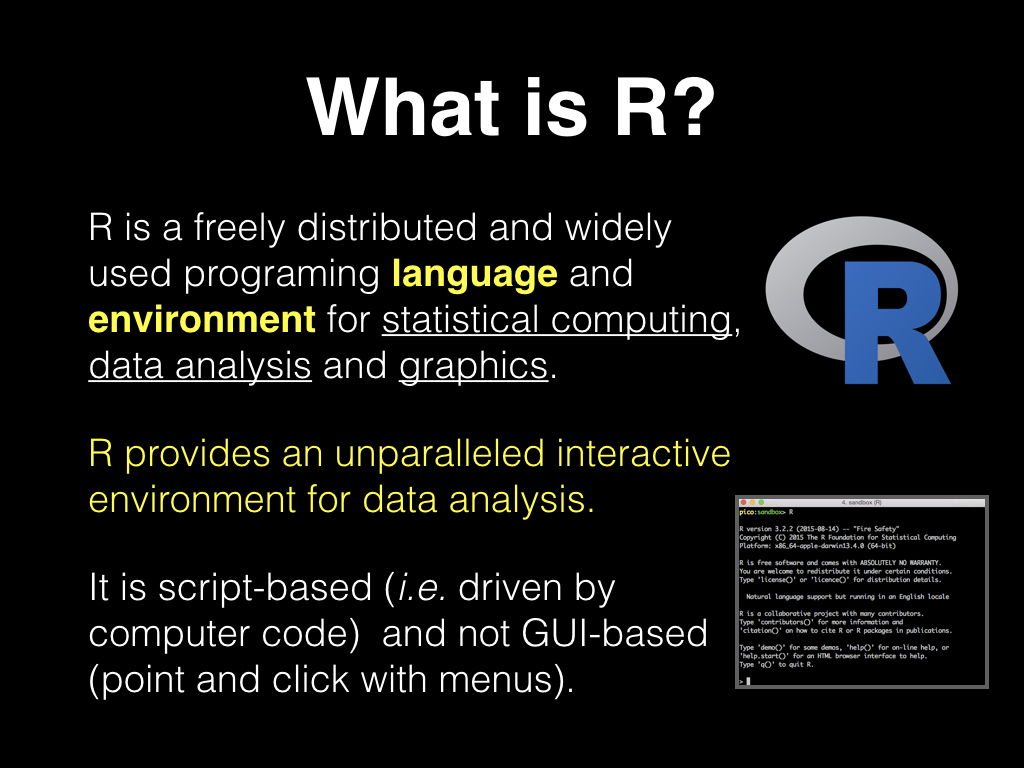 What is R?
R is a freely distributed and widely
used programing language and
environment for statistical computing,
data analysis and graphics.
R provides an unparalleled interactive
environment for data analysis.
It is script-based (i.e. driven by
computer code)  and not GUI-based
(point and click with menus).
R
4. sandbox (R)
pico:sandbox> R
R version 3.2.2 (2015-08-14) -- "Fire Safety"
Copyright (C) 2015 The R Foundation for Statistical Computing
Platform: x86_64-apple-darwin13.4.0 (64-bit)
R is free software and comes with ABSOLUTELY NO WARRANTY.
You are welcome to redistribute it under certain conditions.
Type 'license()' or 'licence()' for distribution details.
Natural language support but running in an English locale
R is a collaborative project with many contributors.
Type 'contributors()' for more information and
'citation()' on how to cite R or R packages in publications.
Type 'demo()' for some demos, 'help()' for on-line help, or
'help.start()' for an HTML browser interface to help.
Type 'q()' to quit R.
>